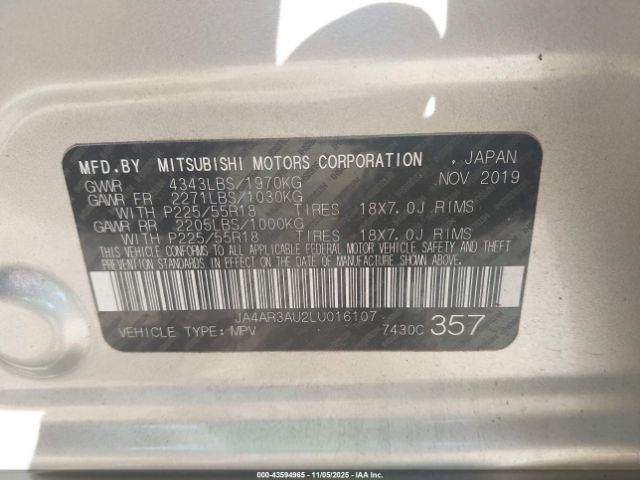 MFD.BY MITSUBISHI MOTORS CORPORATION . JAPAN
GVWR 4343LBS/1970KG NOV 2019
GAWR FR 2271LBS/1030KG
WITH P225/55R18 TIRES 18X7.0J RIMS
GAWR RR 2205LBS/1000KG
WITH P225/55R18 TIRES 18X7.0J RIMS
THIS VEHICLE CONFORMS TO ALL APPLICABLE FEDERAL MOTOR VEHICLE SAFETY AND THEFT
PREVENTION STANDARDS IN EFFECT ON THE DATE OF MANUFACTURE SHOWN ABOVE.
JA4AR3AU2LU016107
VEHICLE TYPE: MPV 7430C 357
000-43594965 - 11/05/2025 - IAA Inc.